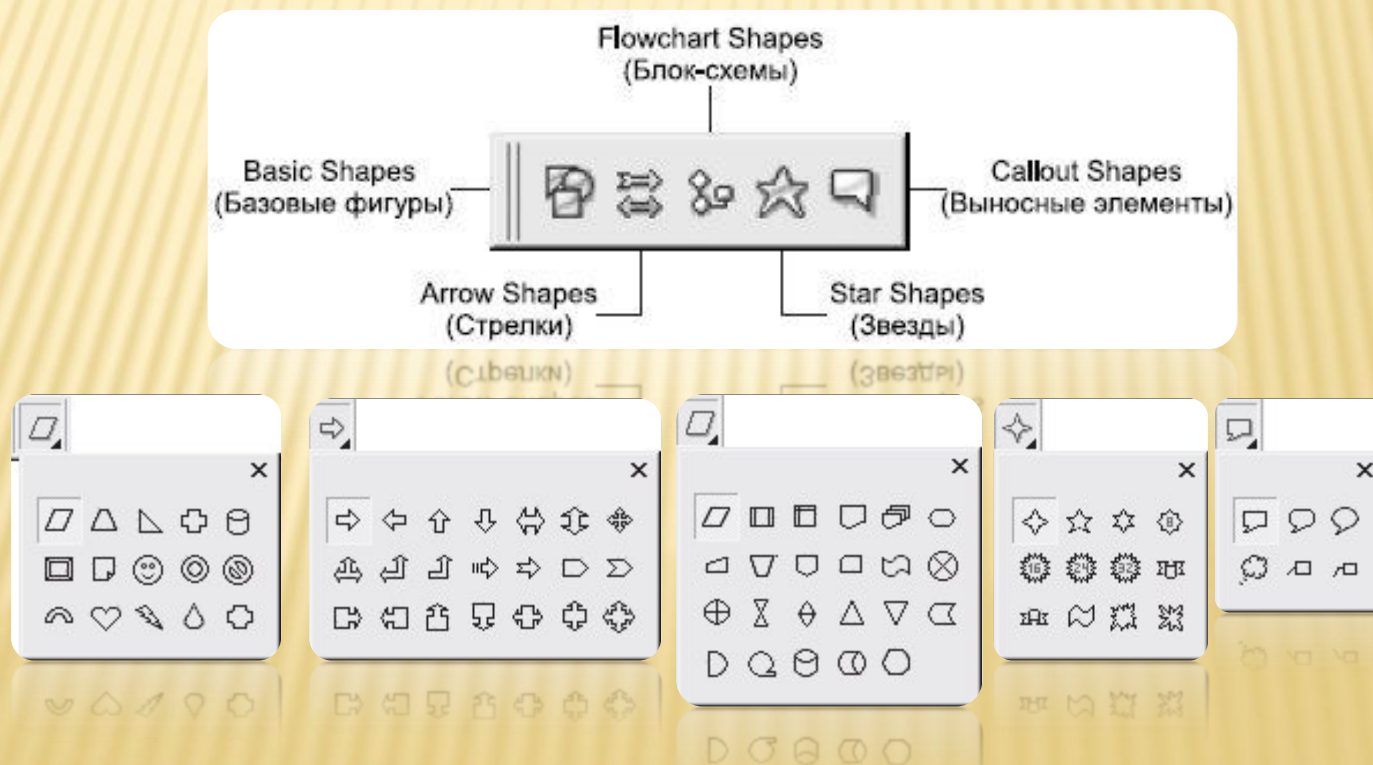 Flowchart Shapes
(Блок-схемы)
Basic Shapes
(Базовые фигуры)
Callout Shapes
(Выносные элементы)
Arrow Shapes
(Стрелки)
Star Shapes
(Звезды)
8
16
24
32